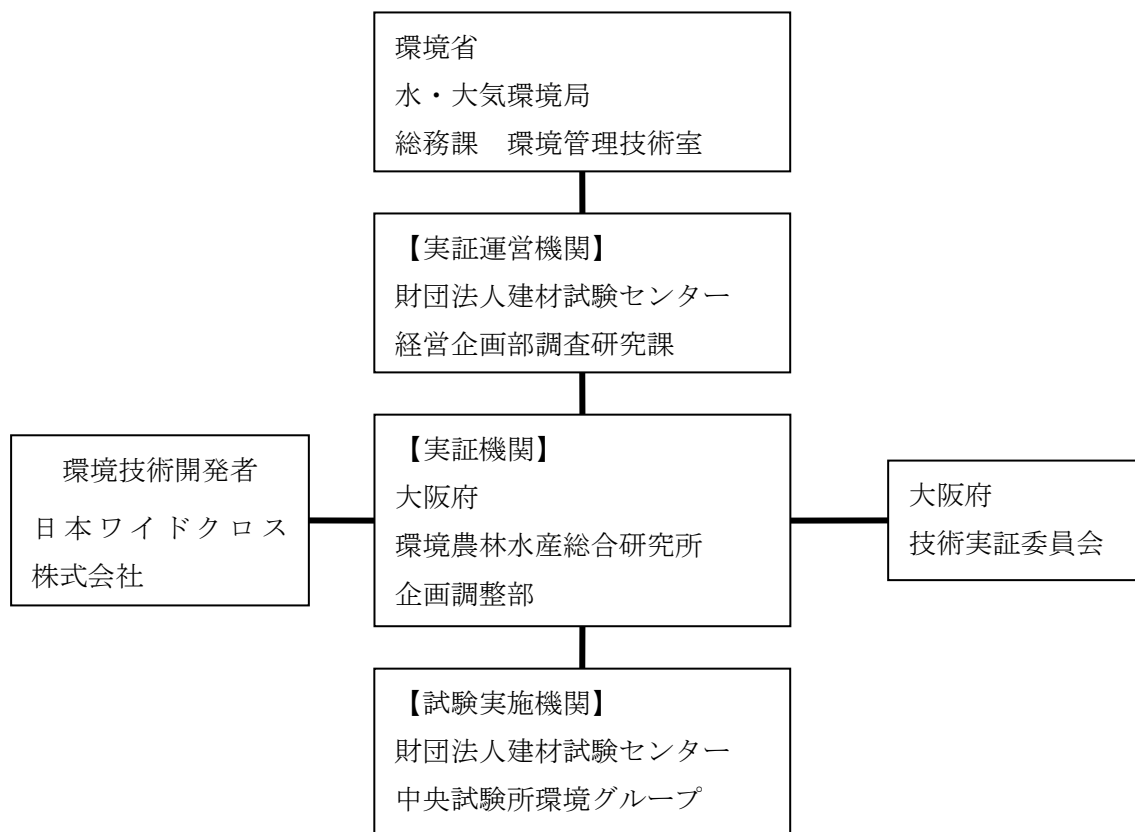 環境省
水・大気環境局
総務課　環境管理技術室
【実証運営機関】
財団法人建材試験センター
経営企画部調査研究課
環境技術開発者
日本ワイドクロス
株式会社
【実証機関】
大阪府
環境農林水産総合研究所
企画調整部
大阪府
技術実証委員会
【試験実施機関】
財団法人建材試験センター
中央試験所環境グループ